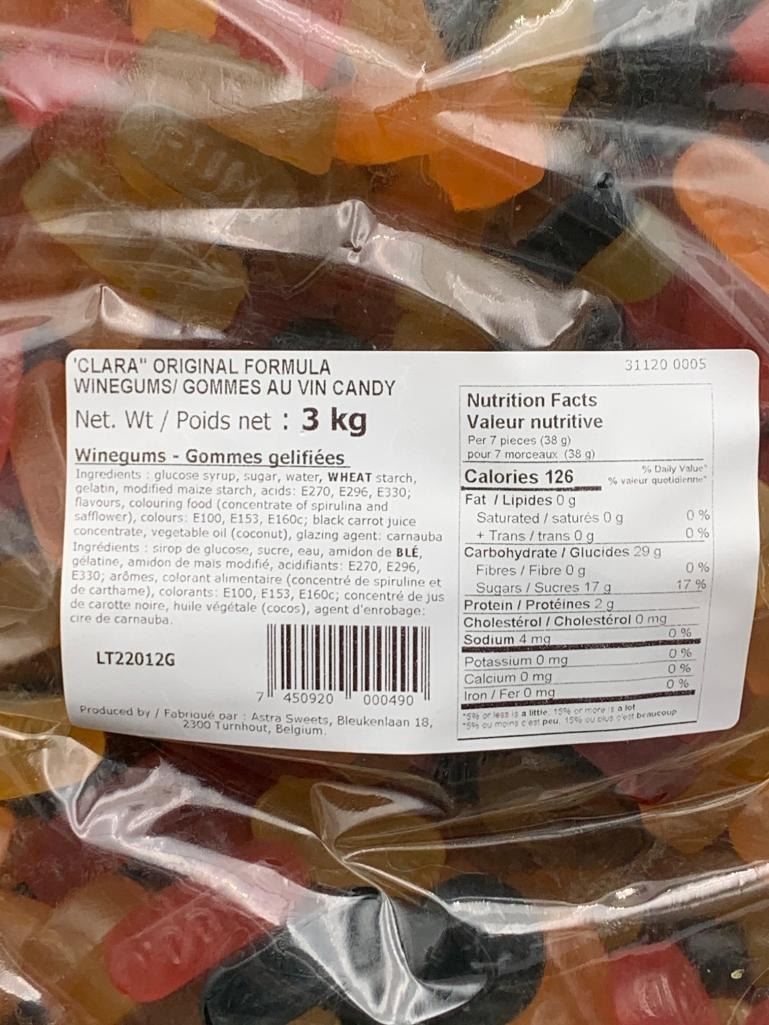 RUM
'CLARA" ORIGINAL FORMULA
WINEGUMS/ GOMMES AU VIN CANDY
Net. Wt / Poids net : 3 kg
Winegums - Gommes gelifiées
Ingredients : glucose syrup, sugar, water, WHEAT starch,
gelatin, modified maize starch, acids: E270, E296, E330;
flavours, colouring food (concentrate of spirulina and
safflower), colours: E100, E153, E160c; black carrot juice
concentrate, vegetable oil (coconut), glazing agent: carnauba
Ingrédients : sirop de glucose, sucre, eau, amidon de BLÉ,
gélatine, amidon de maïs modifié, acidifiants: E270, E296,
E330; arômes, colorant alimentaire (concentré de spiruline et
de carthame), colorants: E100, E153, E160c; concentré de jus
de carotte noire, huile végétale (cocos), agent d'enrobage:
cire de carnauba.
LT22012G
7 450920 000490
Produced by / Fabriqué par : Astra Sweets, Bleukenlaan 18,
2300 Turnhout, Belgium.
31120 0005
Nutrition Facts
Valeur nutritive
Per 7 pieces (38 g)
pour 7 morceaux (38 g)
Calories 126
% Daily Value*
% valeur quotidienne*
Fat / Lipides 0 g
Saturated / saturés 0 g 0 %
+ Trans / trans 0 g 0 %
Carbohydrate / Glucides 29 g
Fibres / Fibre 0 g 0 %
Sugars / Sucres 17 g 17 %
Protein / Protéines 2 g
Cholestérol / Cholestérol 0 mg
Sodium 4 mg 0 %
Potassium 0 mg 0 %
Calcium 0 mg 0 %
Iron / Fer 0 mg 0 %
*5% or less is a little, 15% or more is a lot
*5% ou moins c'est peu, 15% ou plus c'est beaucoup